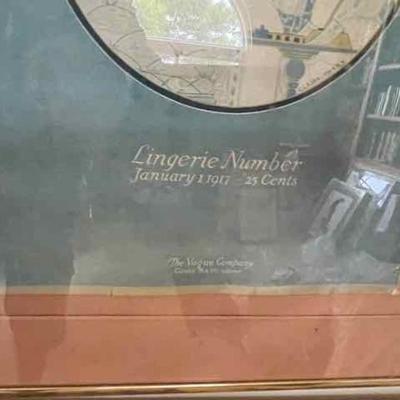 Lingerie Number
January 1 1917 - 25 Cents
The Vogue Company